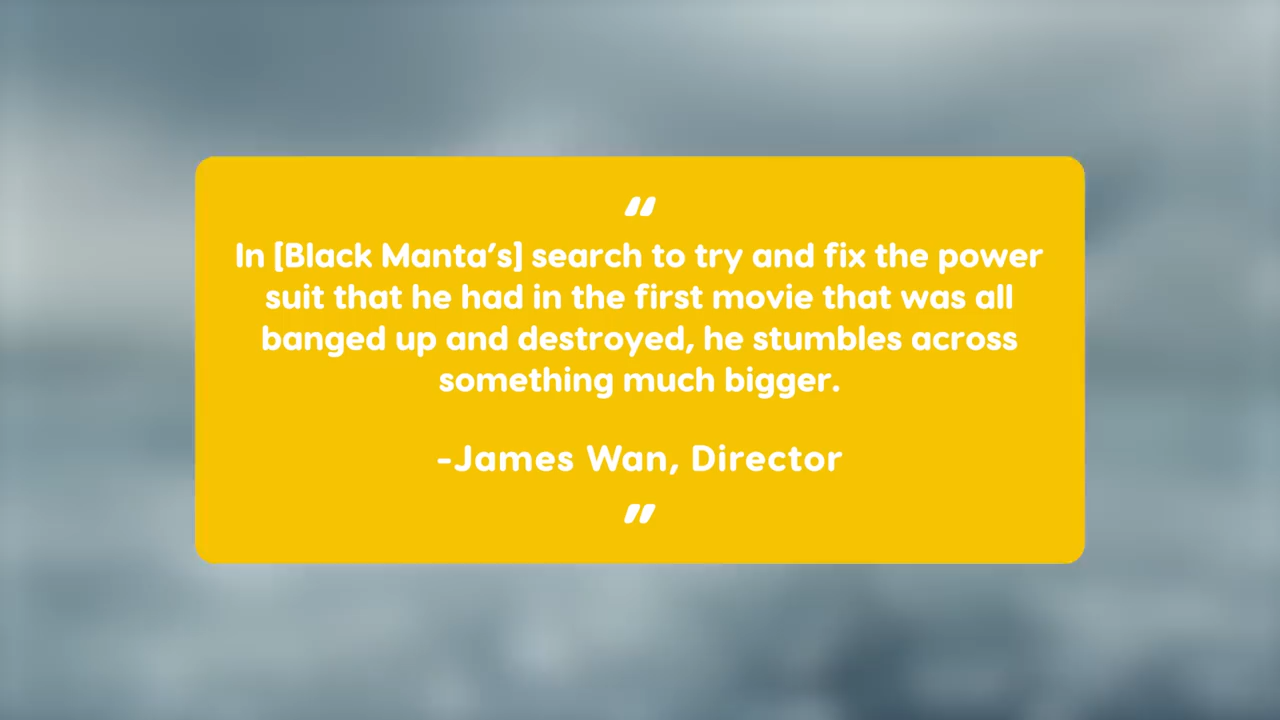 "
In [Black Manta's] search to try and fix the power
suit that he had in the first movie that was all
banged up and destroyed, he stumbles across
something much bigger.
-James Wan, Director
"